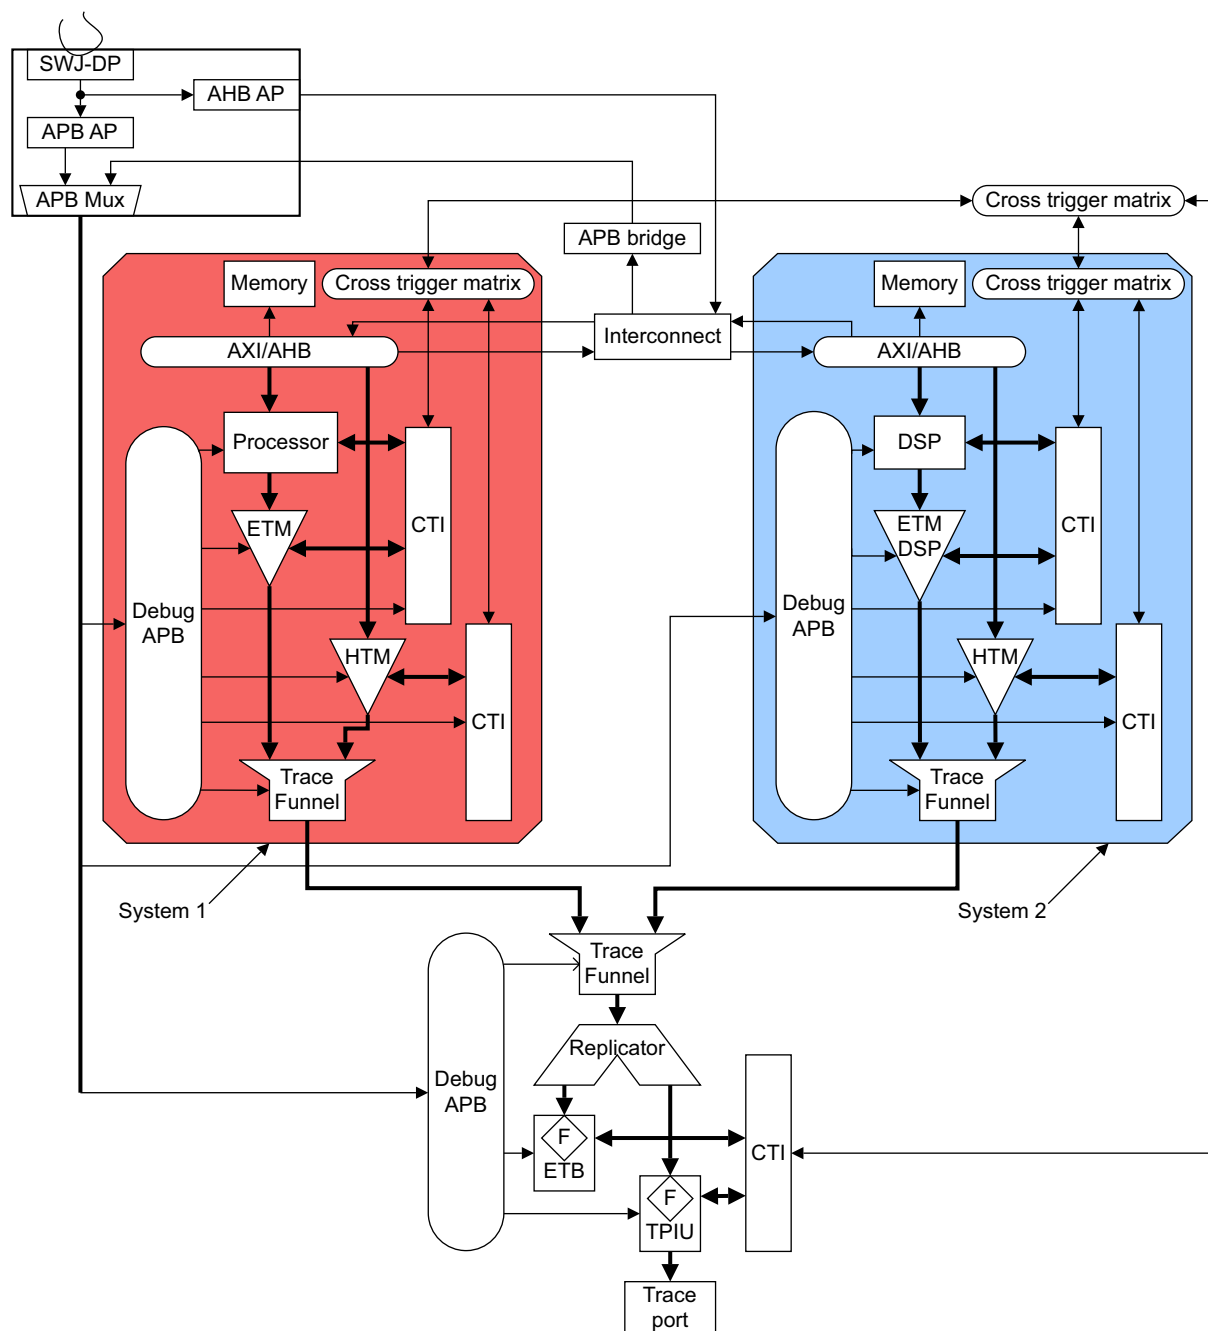 SWJ-DP
AHB AP
APB AP
APB Mux
Cross trigger matrix
APB bridge
Memory
Cross trigger matrix
Memory
Cross trigger matrix
Interconnect
AXI/AHB
AXI/AHB
Processor
DSP
ETM
CTI
ETM
DSP
CTI
Debug
APB
Debug
APB
HTM
HTM
CTI
CTI
Trace
Funnel
Trace
Funnel
System 1
System 2
Trace
Funnel
Replicator
Debug
APB
F
ETB
CTI
F
TPIU
Trace
port